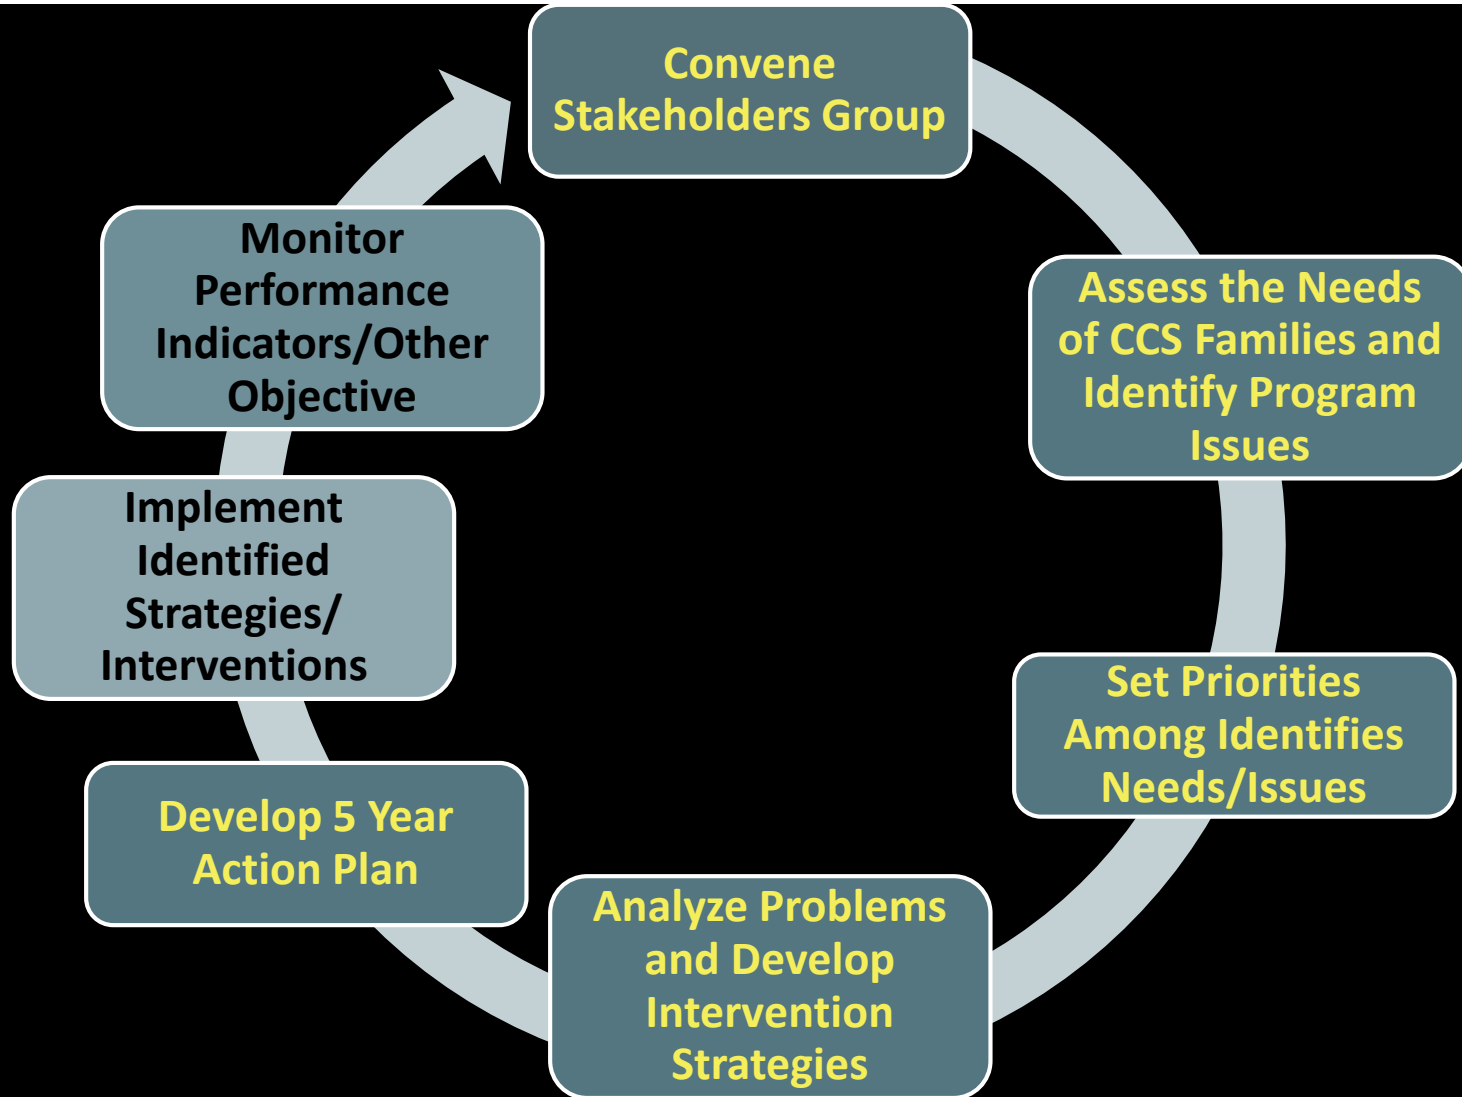 Convene
Stakeholders Group
Assess the Needs
of CCS Families and
Identify Program
Issues
Set Priorities
Among Identifies
Needs/Issues
Analyze Problems
and Develop
Intervention
Strategies
Develop 5 Year
Action Plan
Implement
Identified
Strategies/
Interventions
Monitor
Performance
Indicators/Other
Objective